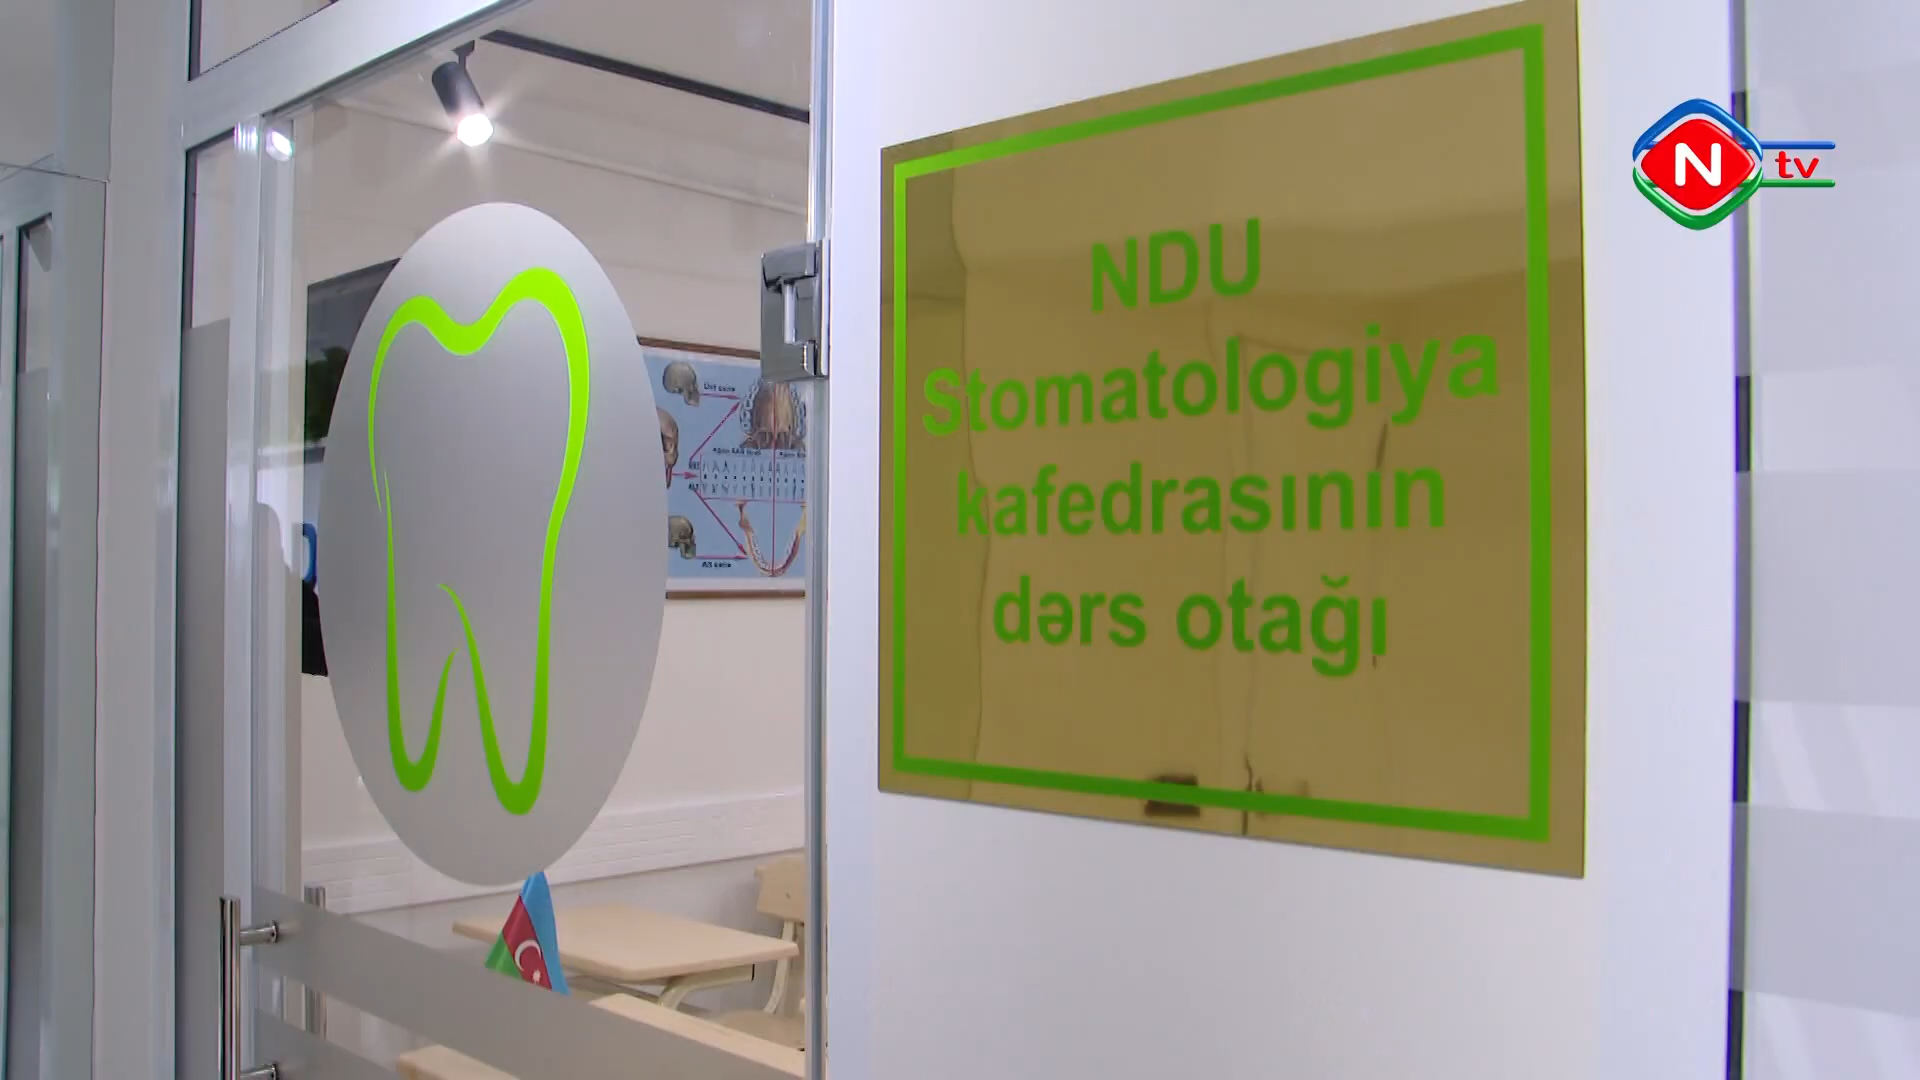 N tv
NDU
Stomatologiya
kafedrasının
dərs otağı